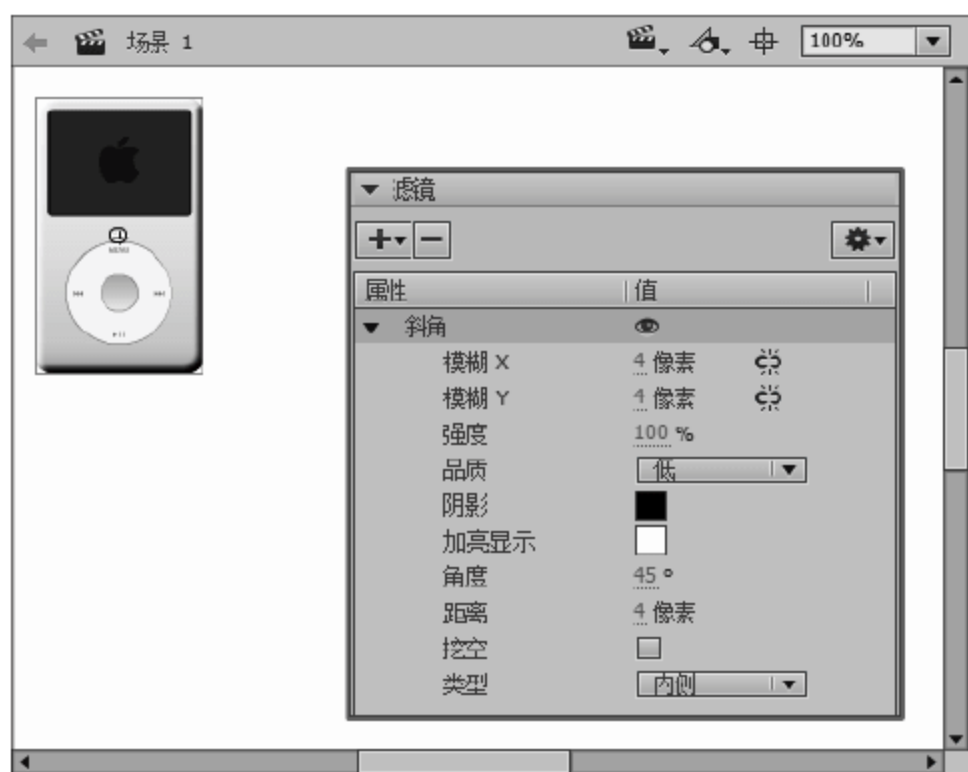 场景 1
100%
MENU
滤镜
属性 值
斜角
模糊 X 4 像素
模糊 Y 4 像素
强度 100 %
品质 低
阴影
加亮显示
角度 45 °
距离 4 像素
挖空
类型 内侧